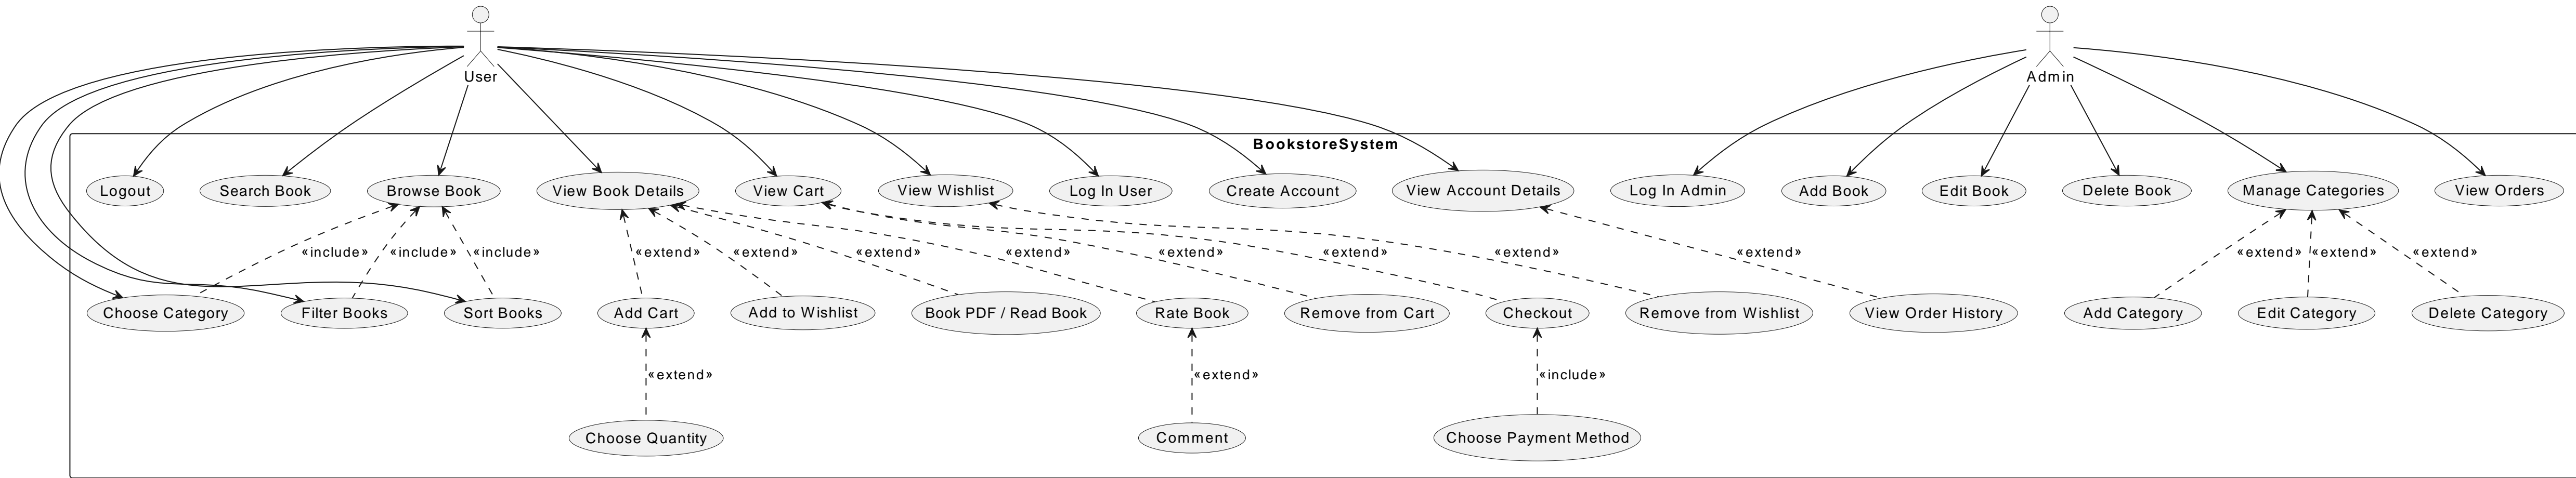 User
Admin
BookstoreSystem
Logout
Search Book
Browse Book
View Book Details
View Cart
View Wishlist
Log In User
Create Account
View Account Details
Log In Admin
Add Book
Edit Book
Delete Book
Manage Categories
View Orders
«include»
«include»
«include»
«extend»
«extend»
«extend»
«extend»
«extend»
«extend»
«extend»
«extend»
«extend»
«extend»
«extend»
Choose Category
Filter Books
Sort Books
Add Cart
Add to Wishlist
Book PDF / Read Book
Rate Book
Remove from Cart
Checkout
Remove from Wishlist
View Order History
Add Category
Edit Category
Delete Category
«extend»
«extend»
«include»
Choose Quantity
Comment
Choose Payment Method